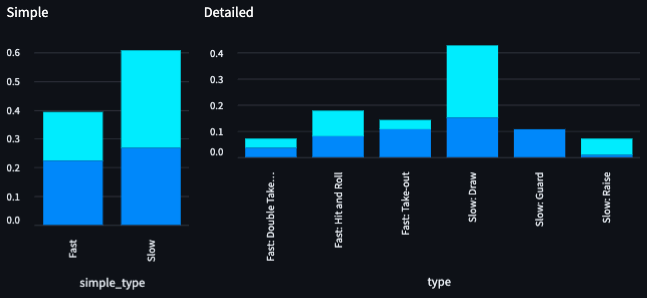 Simple
0.6
0.5
0.4
0.3
0.2
0.1
0.0
Fast
Slow
simple_type
Detailed
0.4
0.3
0.2
0.1
0.0
Fast: Double Take...
Fast: Hit and Roll
Fast: Take-out
Slow: Draw
Slow: Guard
Slow: Raise
type